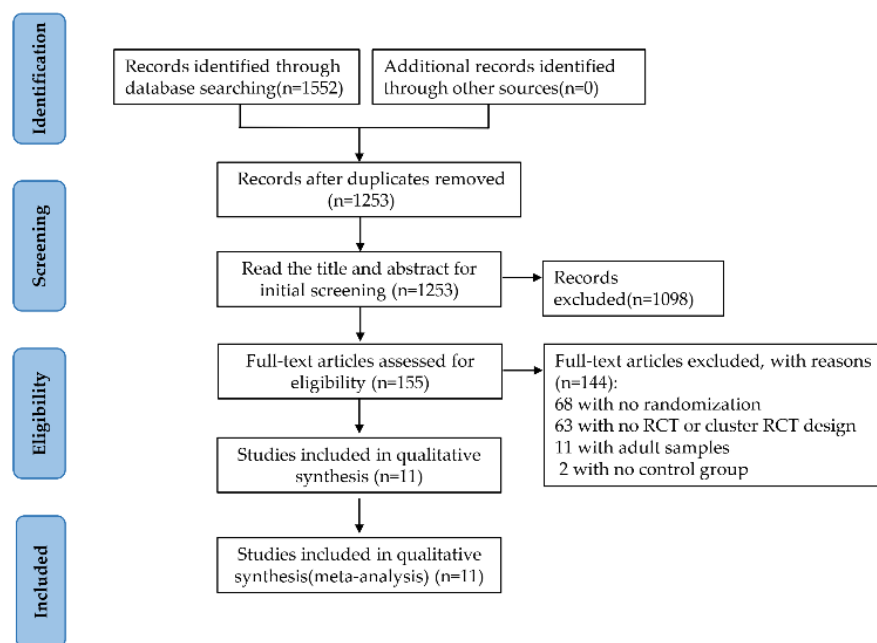 Identification
Records identified through
database searching(n=1552)
Additional records identified
through other sources(n=0)
Screening
Records after duplicates removed
(n=1253)
Read the title and abstract for
initial screening (n=1253)
Records
excluded(n=1098)
Eligibility
Full-text articles assessed for
eligibility (n=155)
Full-text articles excluded, with reasons
(n=144):
68 with no randomization
63 with no RCT or cluster RCT design
11 with adult samples
2 with no control group
Studies included in qualitative
synthesis (n=11)
Included
Studies included in qualitative
synthesis(meta-analysis) (n=11)